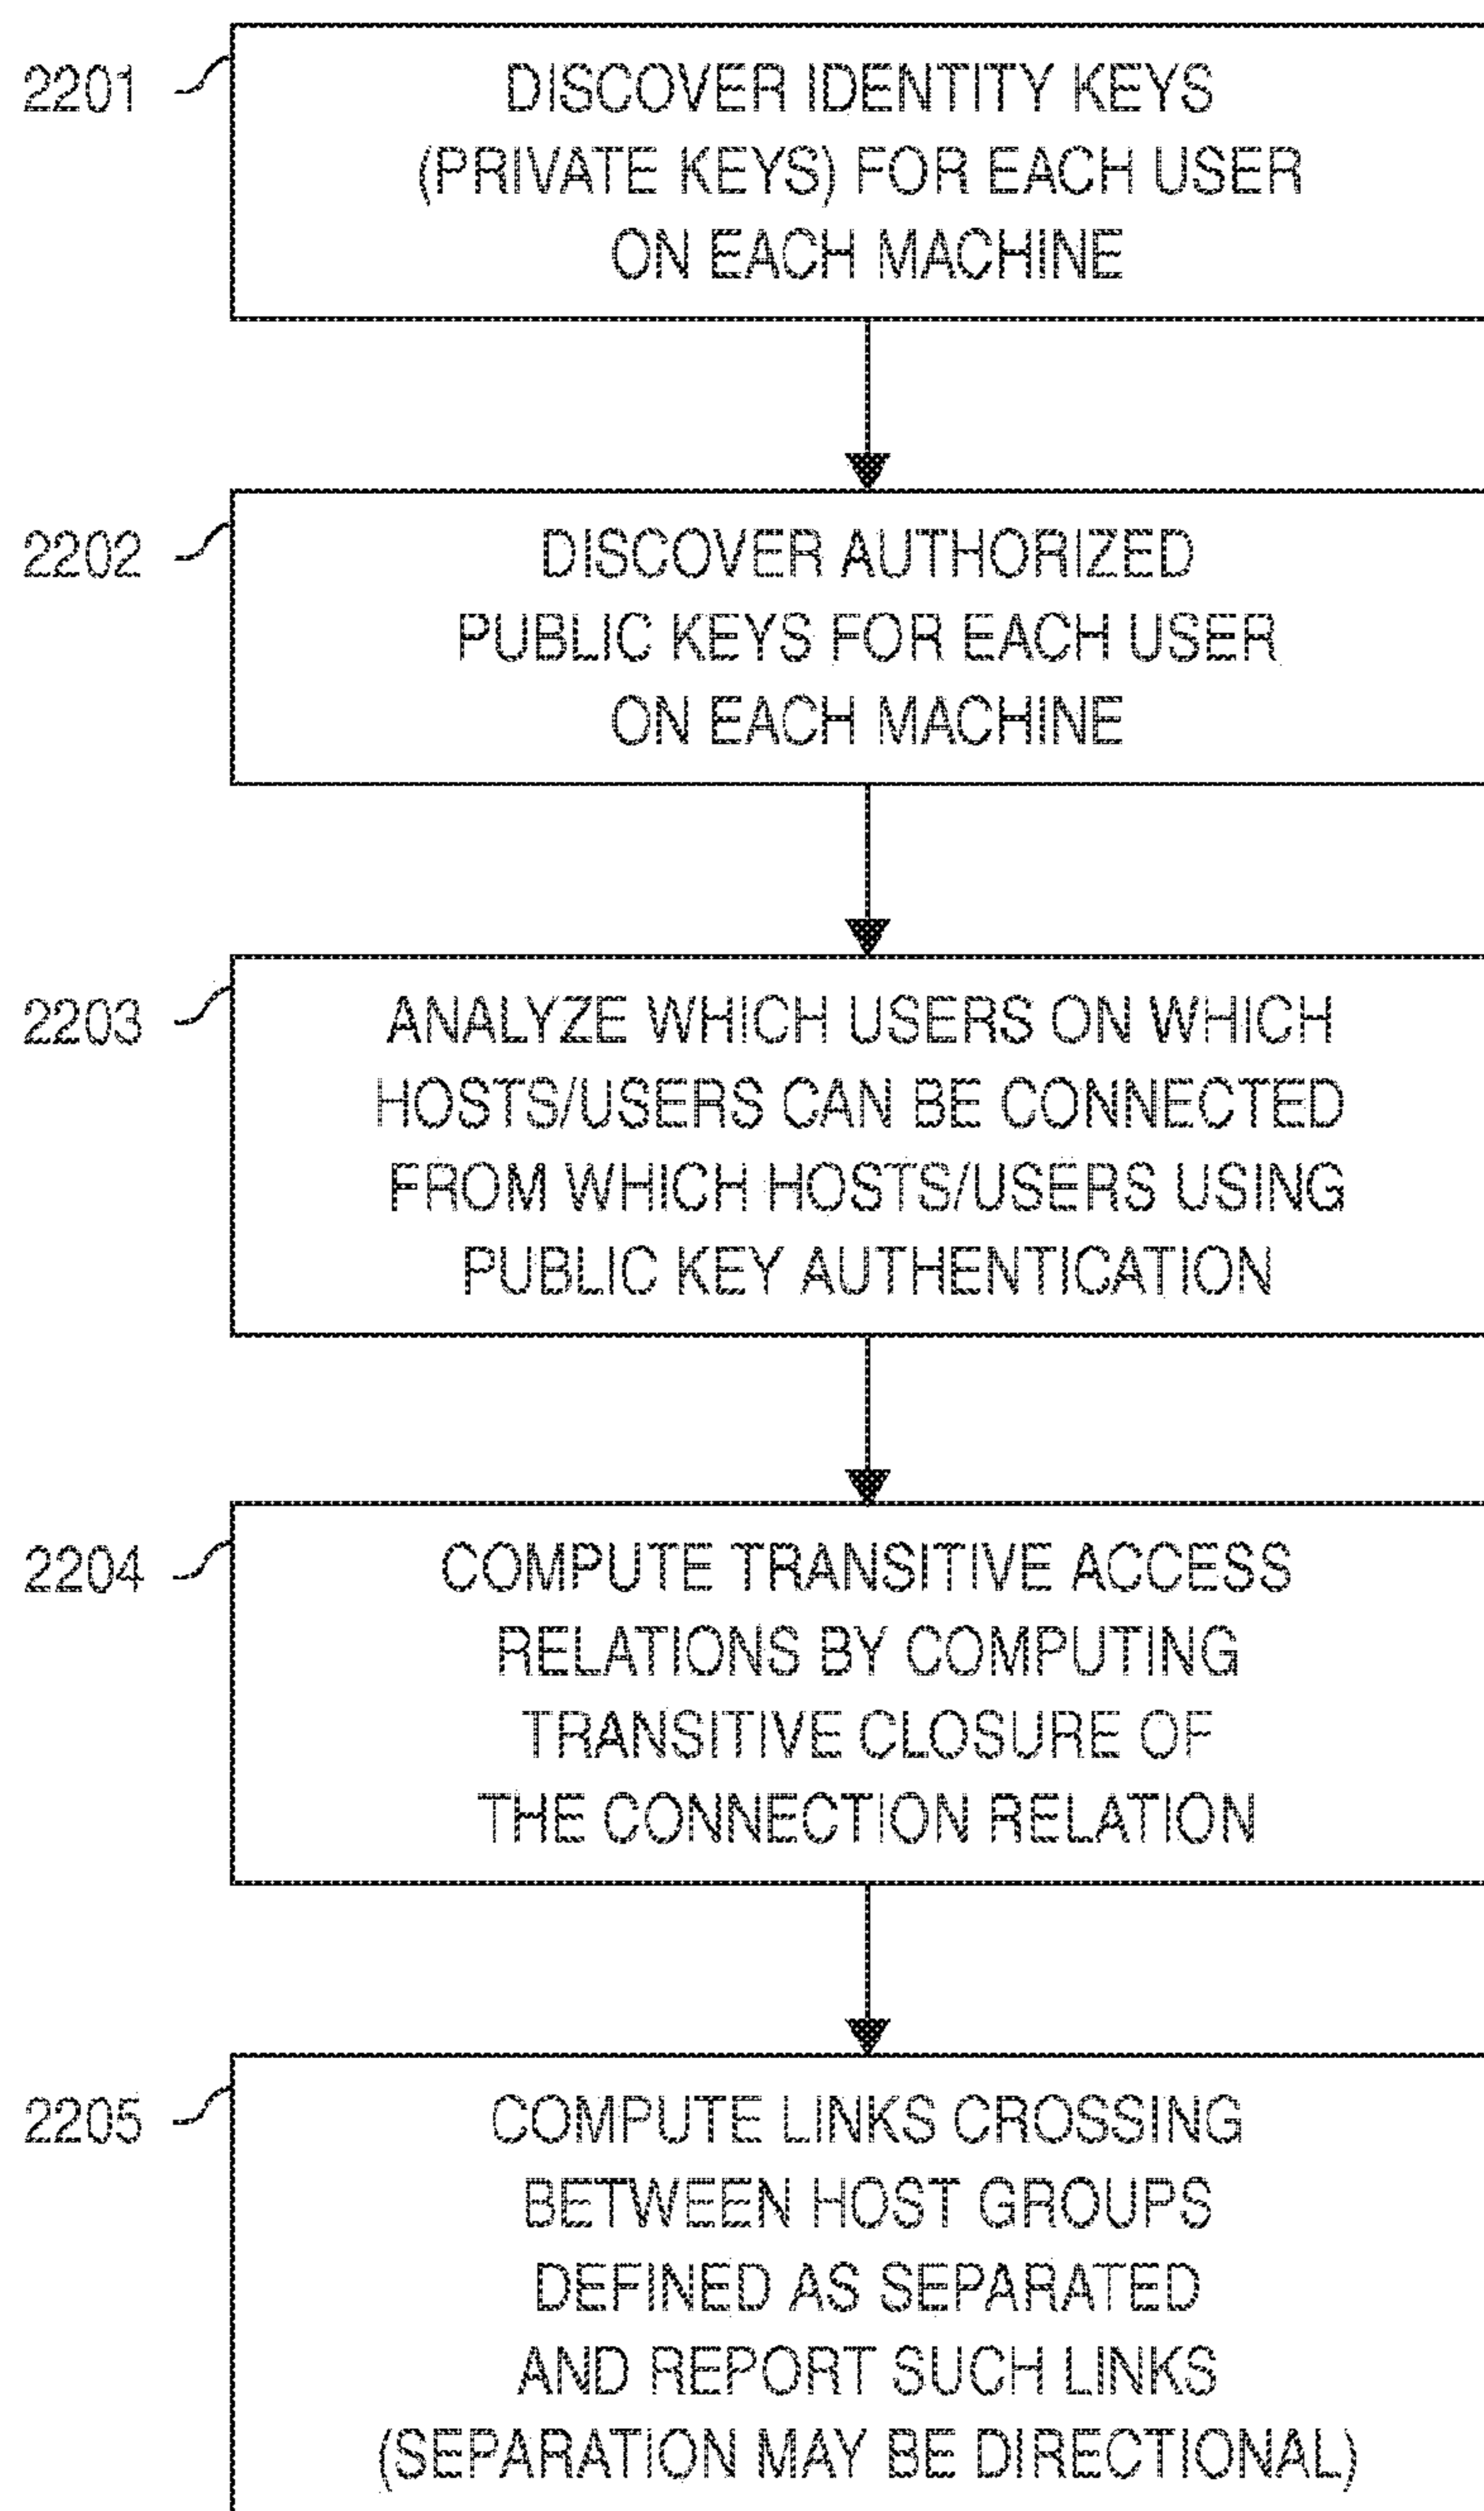 2201
DISCOVER IDENTITY KEYS
(PRIVATE KEYS) FOR EACH USER
ON EACH MACHINE
2202
DISCOVER AUTHORIZED
PUBLIC KEYS FOR EACH USER
ON EACH MACHINE
2203
ANALYZE WHICH USERS ON WHICH
HOSTS/USERS CAN BE CONNECTED
FROM WHICH HOSTS/USERS USING
PUBLIC KEY AUTHENTICATION
2204
COMPUTE TRANSITIVE ACCESS
RELATIONS BY COMPUTING
TRANSITIVE CLOSURE OF
THE CONNECTION RELATION
2205
COMPUTE LINKS CROSSING
BETWEEN HOST GROUPS
DEFINED AS SEPARATED
AND REPORT SUCH LINKS
(SEPARATION MAY BE DIRECTIONAL)